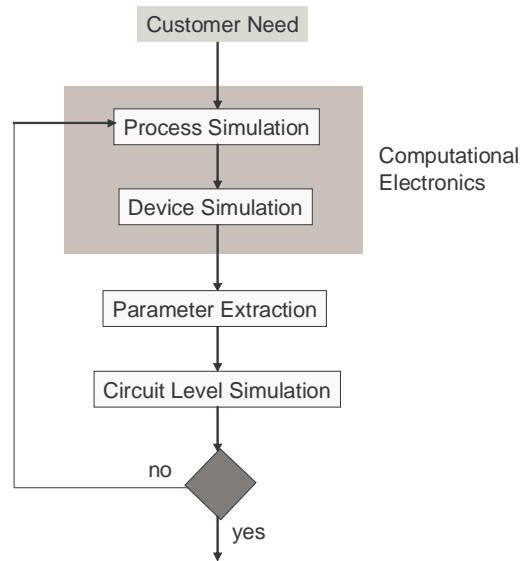 Customer Need
Process Simulation
Computational
Electronics
Device Simulation
Parameter Extraction
Circuit Level Simulation
no
yes